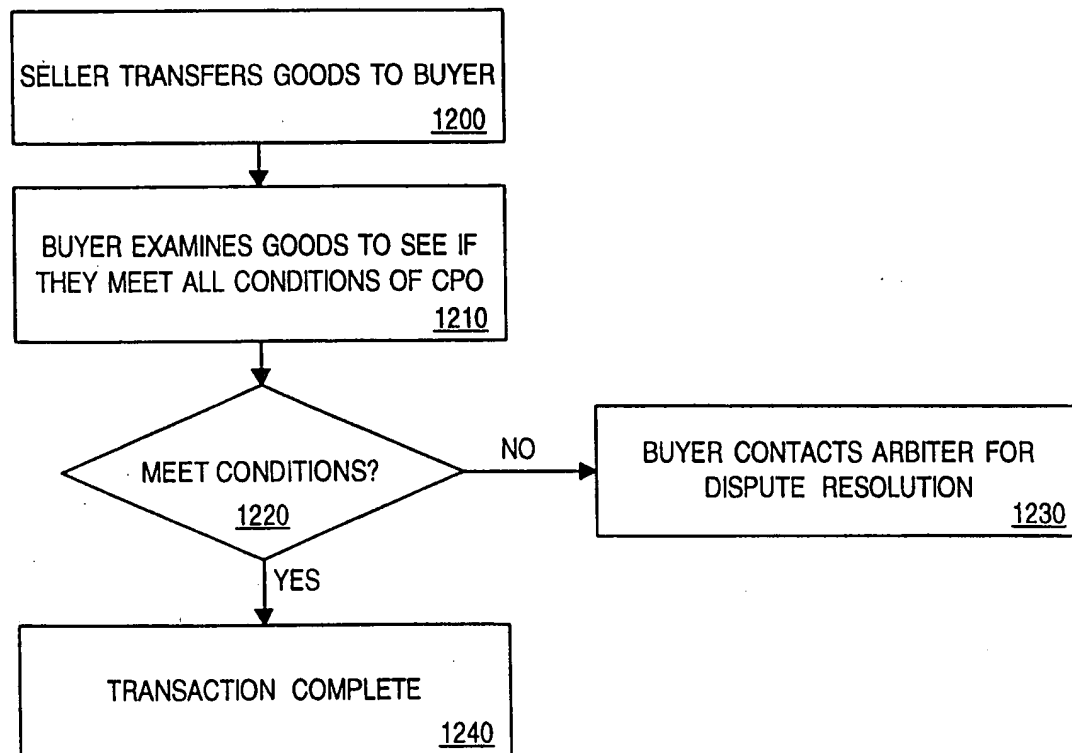 SELLER TRANSFERS GOODS TO BUYER
1200
BUYER EXAMINES GOODS TO SEE IF
THEY MEET ALL CONDITIONS OF CPO
1210
MEET CONDITIONS?
1220
NO
BUYER CONTACTS ARBITER FOR
DISPUTE RESOLUTION
1230
YES
TRANSACTION COMPLETE
1240